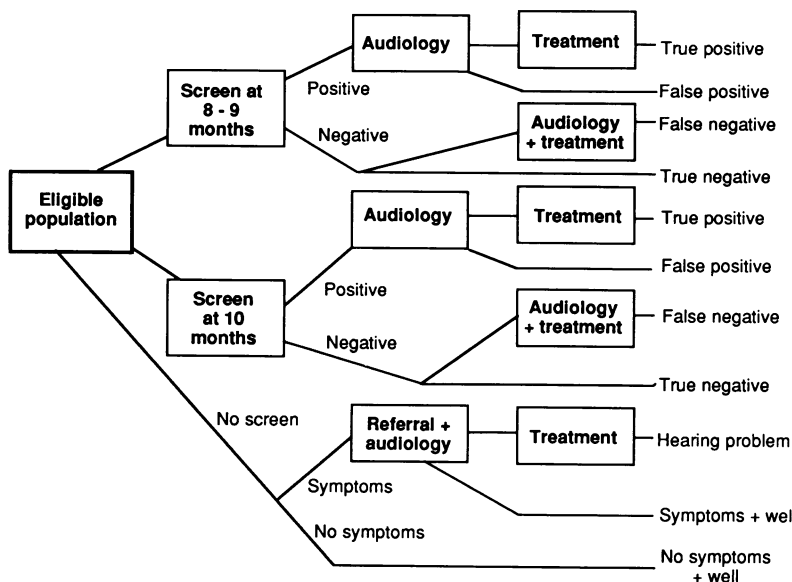 Eligible
population
Screen at
8 - 9
months
Positive
Negative
Audiology
Treatment
True positive
False positive
Audiology
+ treatment
False negative
True negative
Screen
at 10
months
Positive
Negative
Audiology
Treatment
True positive
False positive
Audiology
+ treatment
False negative
True negative
No screen
Symptoms
No symptoms
Referral +
audiology
Treatment
Hearing problem
Symptoms + wel
No symptoms
+ well